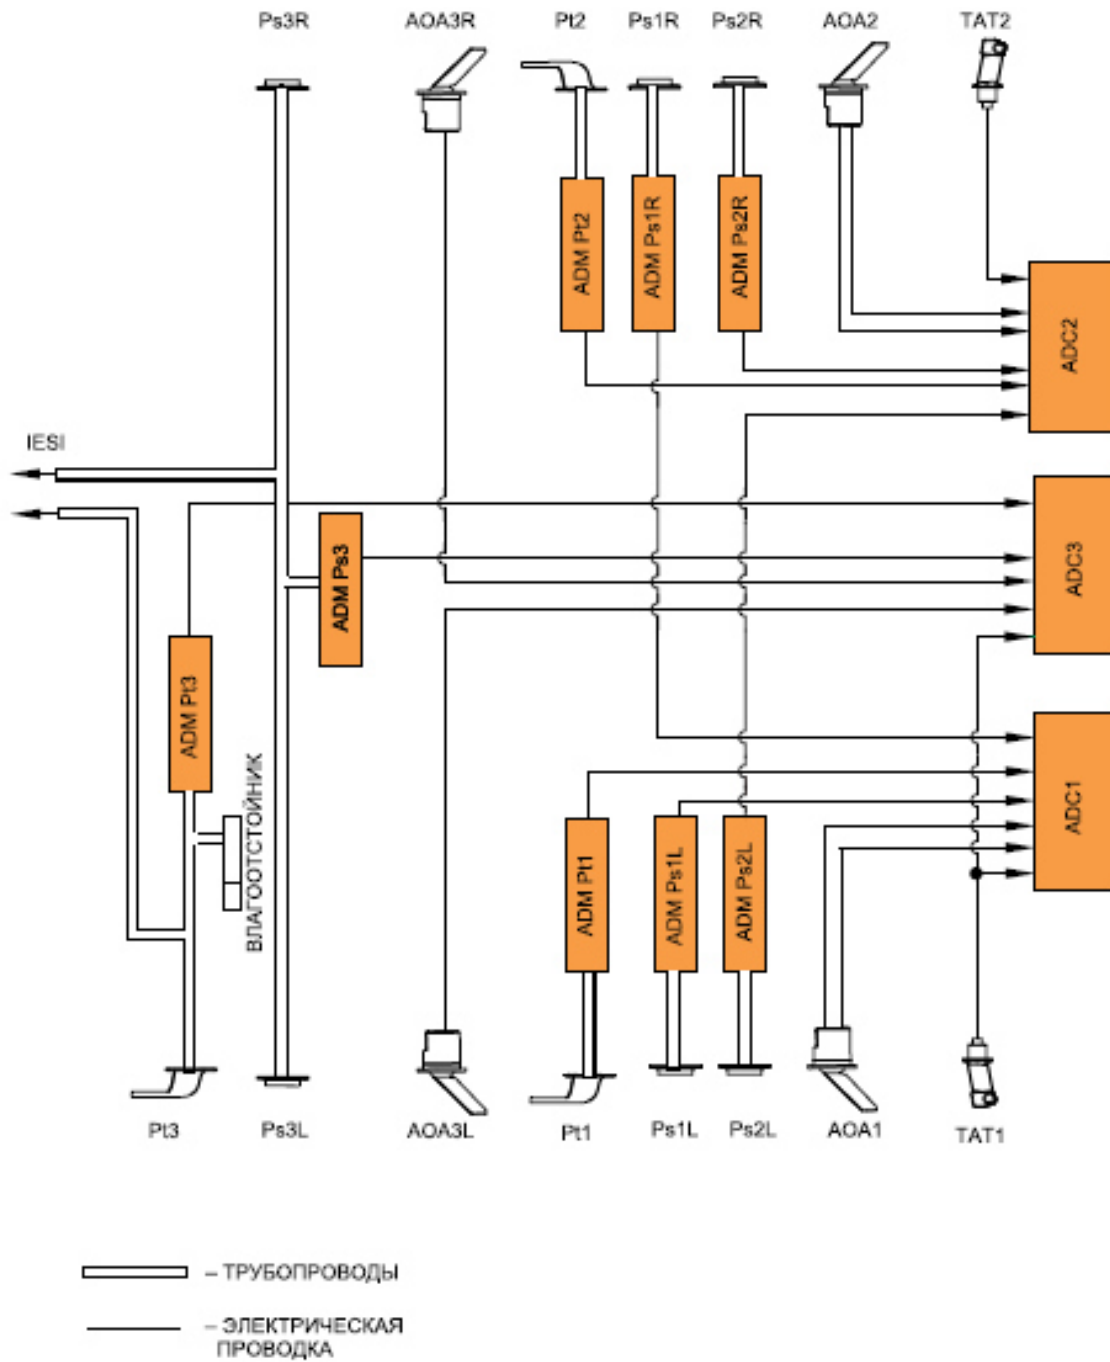 Ps3R
AOA3R
Pt2
Ps1R
Ps2R
AOA2
TAT2
ADM Pt2
ADM Ps1R
ADM Ps2R
ADC2
IESI
ADM Ps3
ADC3
ADM Pt3
ВЛАГООТСТОЙНИК
ADC1
ADM Pt1
ADM Ps1L
ADM Ps2L
Pt3
Ps3L
AOA3L
Pt1
Ps1L
Ps2L
AOA1
TAT1
– ТРУБОПРОВОДЫ
– ЭЛЕКТРИЧЕСКАЯ
ПРОВОДКА